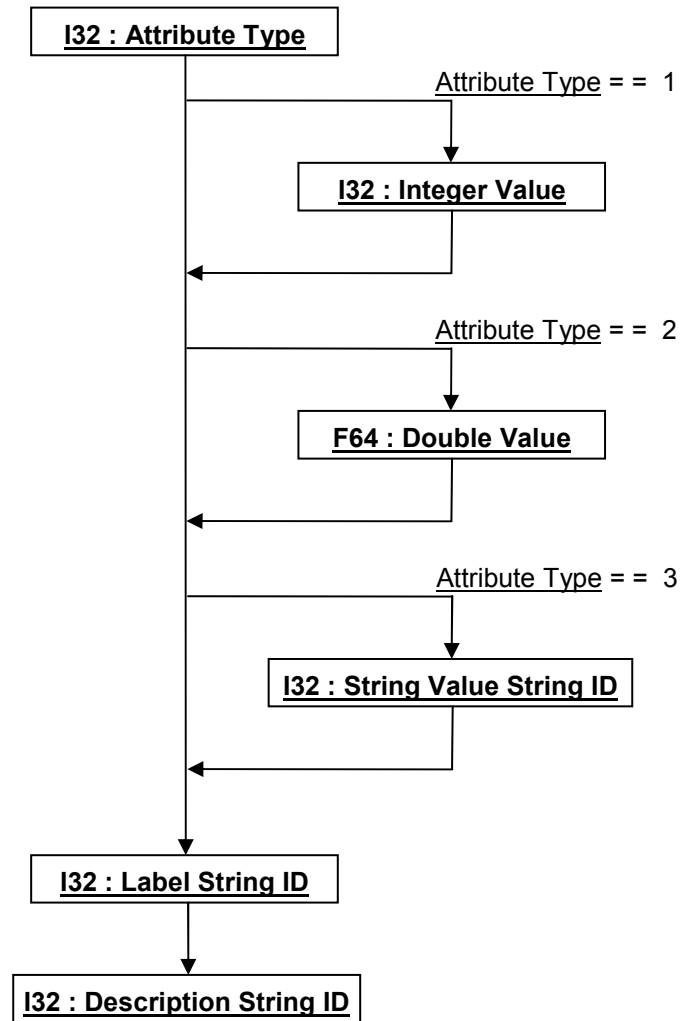 I32 : Attribute Type
Attribute Type = = 1
I32 : Integer Value
Attribute Type = = 2
F64 : Double Value
Attribute Type = = 3
I32 : String Value String ID
I32 : Label String ID
I32 : Description String ID